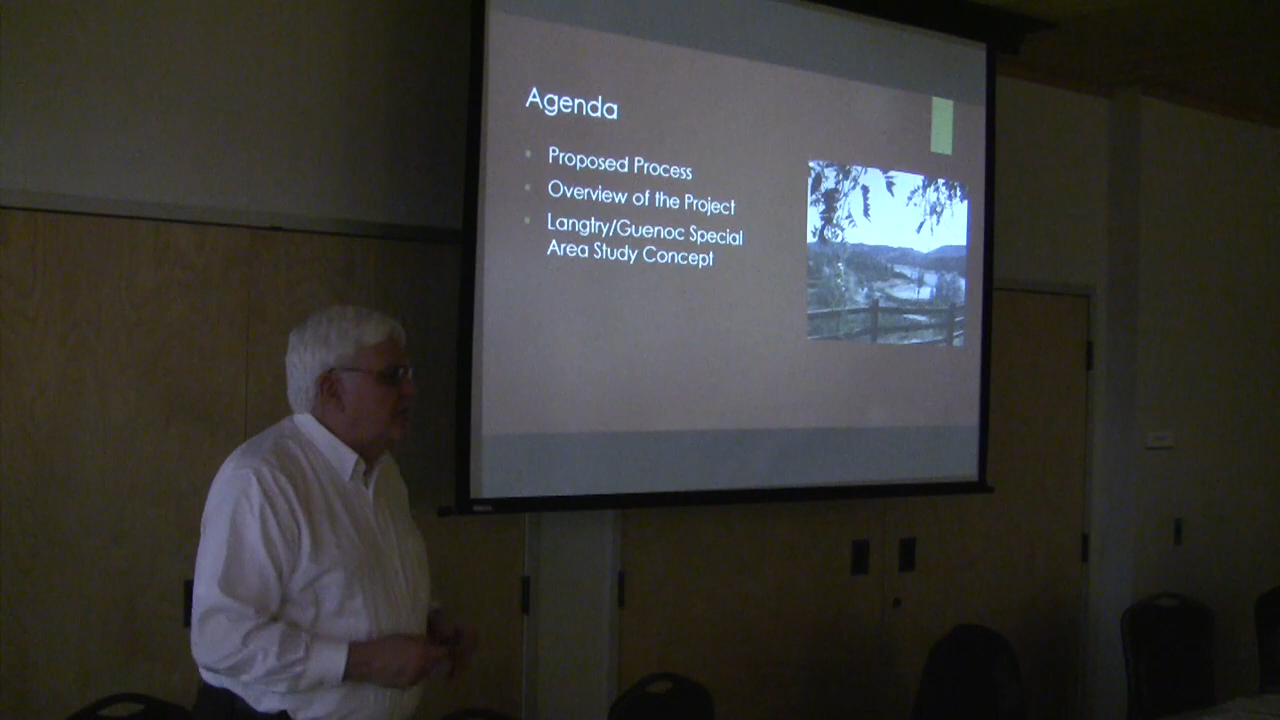 Agenda
Proposed Process
Overview of the Project
Langtry/Guenoc Special
Area Study Concept